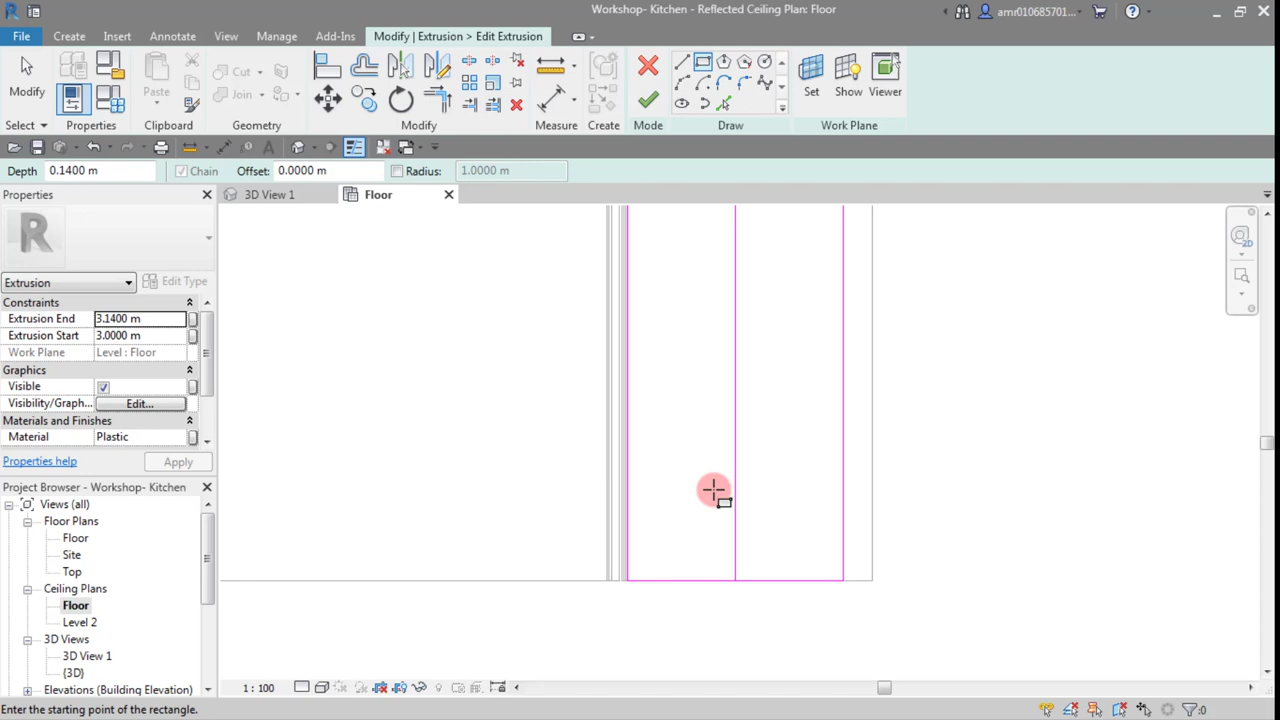 Workshop- Kitchen - Reflected Ceiling Plan: Floor
amr010685701...
File Create Insert Annotate View Manage Add-Ins Modify | Extrusion > Edit Extrusion
Modify Paste Cut Join Set Show Viewer
Select Properties Clipboard Geometry Modify Measure Create Mode Draw Work Plane
Depth 0.1400 m Chain Offset: 0.0000 m Radius: 1.0000 m
Properties 3D View 1 Floor
R
2D
Extrusion Edit Type
Constraints
Extrusion End 3.1400 m
Extrusion Start 3.0000 m
Work Plane Level : Floor
Graphics
Visible
Visibility/Graph... Edit...
Materials and Finishes
Material Plastic
Properties help Apply
Project Browser - Workshop- Kitchen
Views (all)
Floor Plans
Floor
Site
Top
Ceiling Plans
Floor
Level 2
3D Views
3D View 1
{3D}
Elevations (Building Elevation)
1 : 100
Enter the starting point of the rectangle. :0